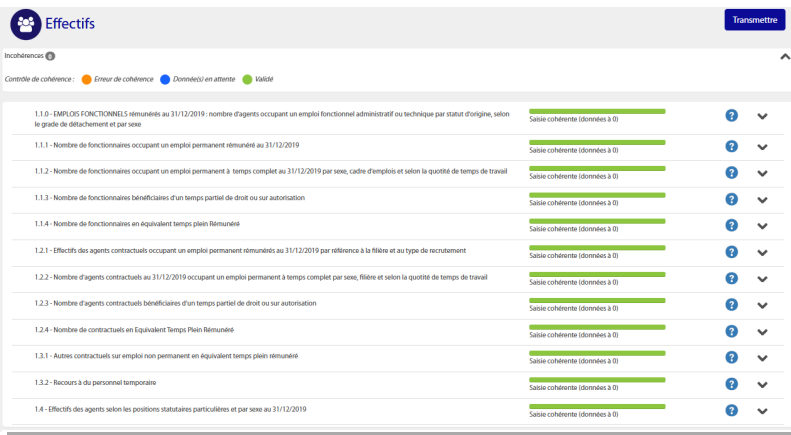 Effectifs
Transmettre
Incohérences 0
Contrôle de cohérence : Erreur de cohérence Donnée(s) en attente Validé
1.1.0 - EMPLOIS FONCTIONNELS rémunérés au 31/12/2019 : nombre d'agents occupant un emploi fonctionnel administratif ou technique par statut d'origine, selon
le grade de détachement et par sexe
Saisie cohérente (données à 0)
?
1.1.1 - Nombre de fonctionnaires occupant un emploi permanent rémunéré au 31/12/2019
Saisie cohérente (données à 0)
?
1.1.2 - Nombre de fonctionnaires occupant un emploi permanent à temps complet au 31/12/2019 par sexe, cadre d'emplois et selon la quotité de temps de travail
Saisie cohérente (données à 0)
?
1.1.3 - Nombre de fonctionnaires bénéficiaires d'un temps partiel de droit ou sur autorisation
Saisie cohérente (données à 0)
?
1.1.4 - Nombre de fonctionnaires en équivalent temps plein Rémunéré
Saisie cohérente (données à 0)
?
1.2.1 - Effectifs des agents contractuels occupant un emploi permanent rémunérés au 31/12/2019 par référence à la filière et au type de recrutement
Saisie cohérente (données à 0)
?
1.2.2 - Nombre d'agents contractuels au 31/12/2019 occupant un emploi permanent à temps complet par sexe, filière et selon la quotité de temps de travail
Saisie cohérente (données à 0)
?
1.2.3 - Nombre d'agents contractuels bénéficiaires d'un temps partiel de droit ou sur autorisation
Saisie cohérente (données à 0)
?
1.2.4 - Nombre de contractuels en Equivalent Temps Plein Rémunéré
Saisie cohérente (données à 0)
?
1.3.1 - Autres contractuels sur emploi non permanent en équivalent temps plein rémunéré
Saisie cohérente (données à 0)
?
1.3.2 - Recours à du personnel temporaire
Saisie cohérente (données à 0)
?
1.4 - Effectifs des agents selon les positions statutaires particulières et par sexe au 31/12/2019
Saisie cohérente (données à 0)
?